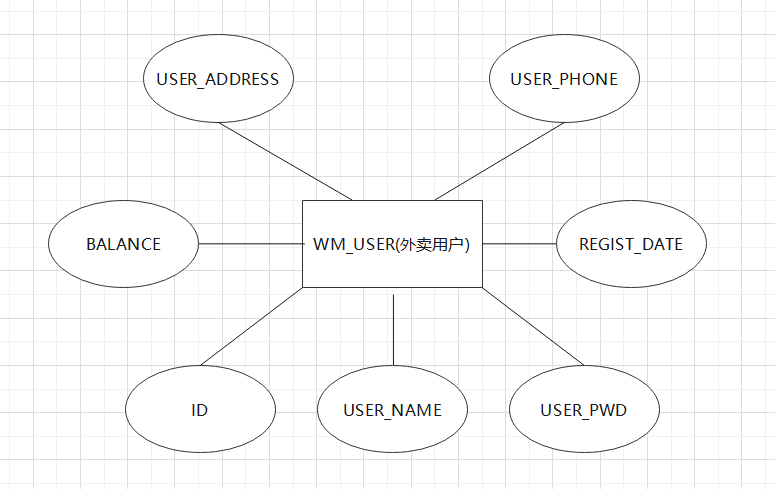 USER_ADDRESS
USER_PHONE
BALANCE
WM_USER(外卖用户)
REGIST_DATE
ID
USER_NAME
USER_PWD